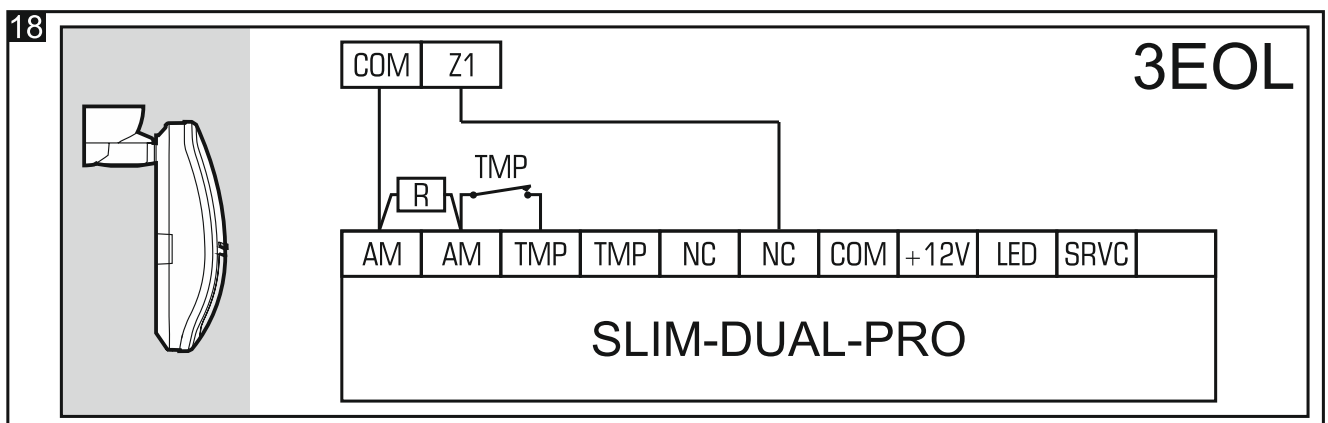 18
3EOL
COM Z1
TMP
R
AM AM TMP TMP NC NC COM +12V LED SRVC
SLIM-DUAL-PRO